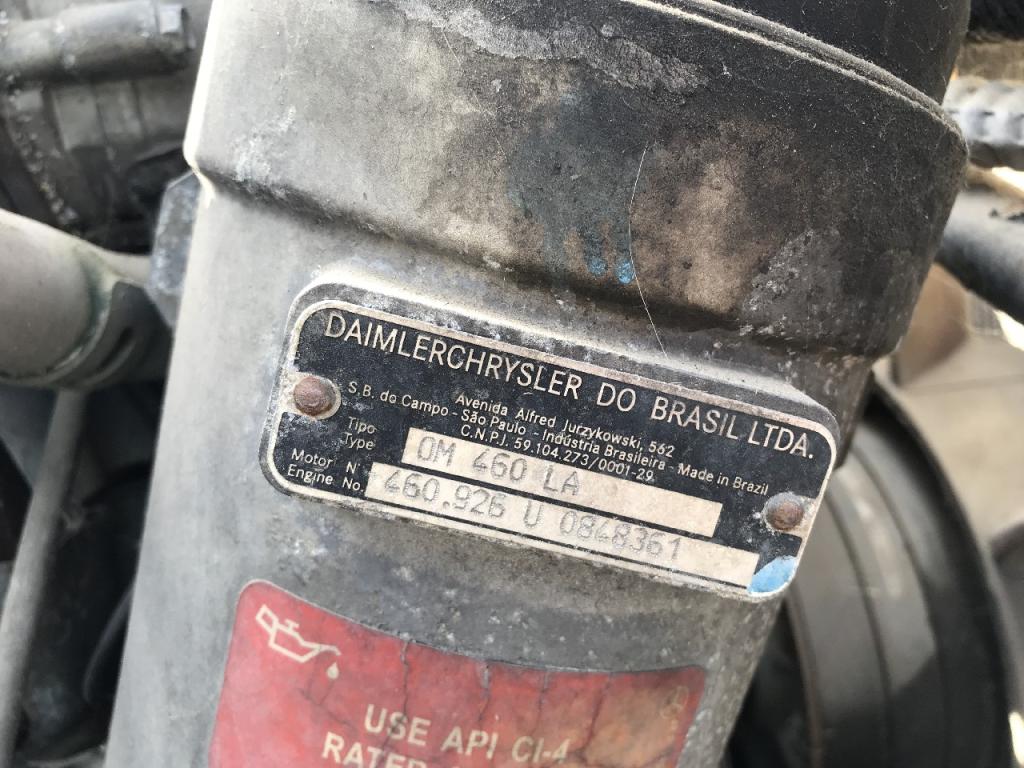 DAIMLERCHRYSLER DO BRASIL LTDA.
Avenida Alfred Jurzykowski, 562
S.B. do Campo - São Paulo - Indústria Brasileira - Made in Brazil
C.N.P.J. 59.104.273/0001-29
Tipo
Type
OM 460 LA
Motor N°
Engine No.
460.926 U 0848361
USE API CI-4
RATED